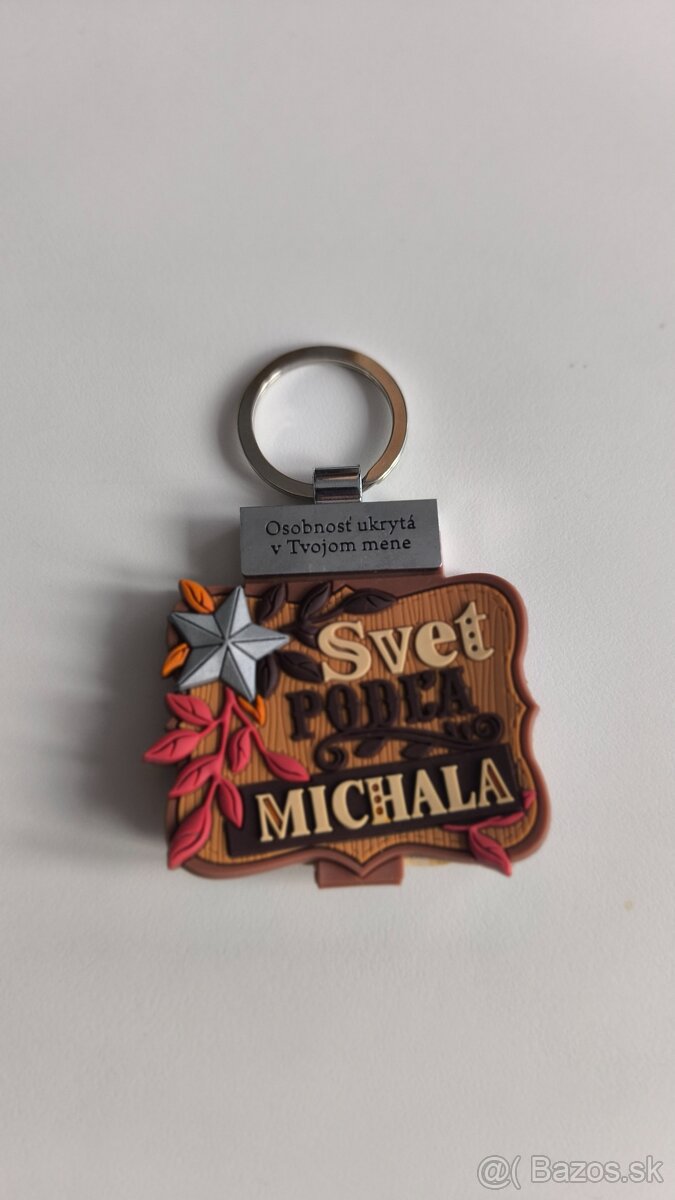 Osobnosť ukrytá
v Tvojom mene
Svet
PODĽA
MICHALA
@( Bazos.sk